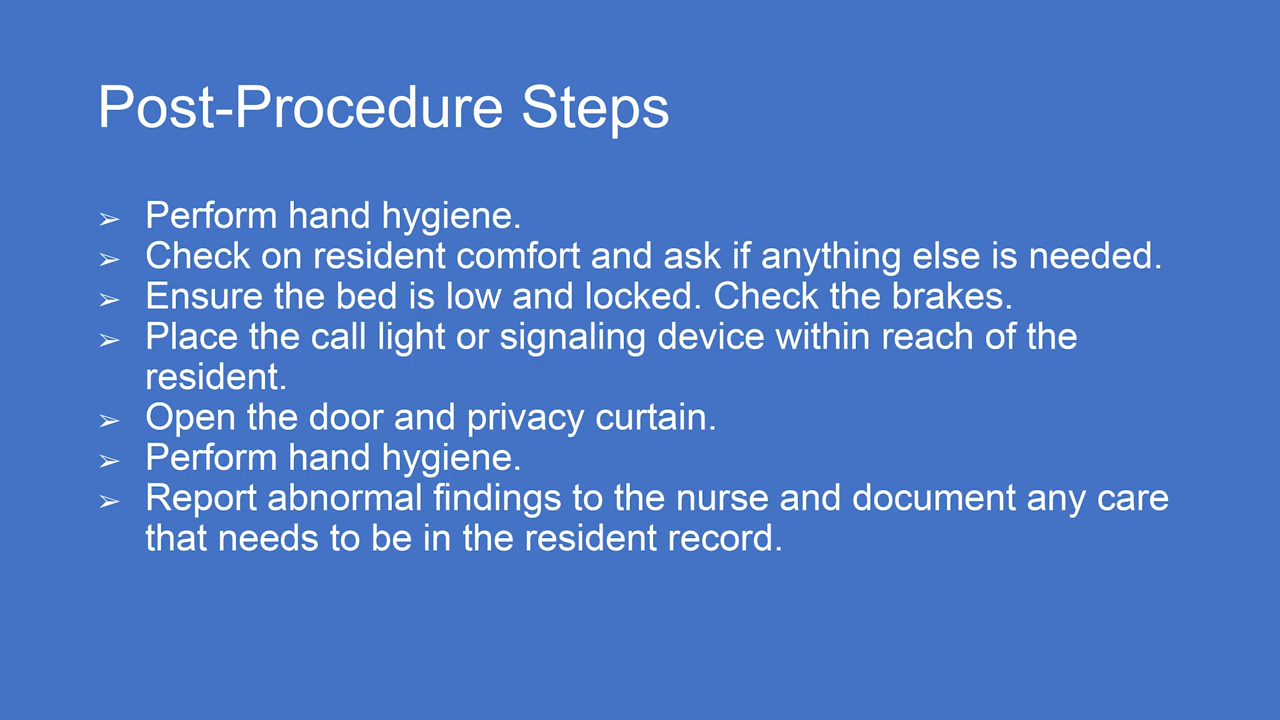 Post-Procedure Steps
➢ Perform hand hygiene.
➢ Check on resident comfort and ask if anything else is needed.
➢ Ensure the bed is low and locked. Check the brakes.
➢ Place the call light or signaling device within reach of the
resident.
➢ Open the door and privacy curtain.
➢ Perform hand hygiene.
➢ Report abnormal findings to the nurse and document any care
that needs to be in the resident record.